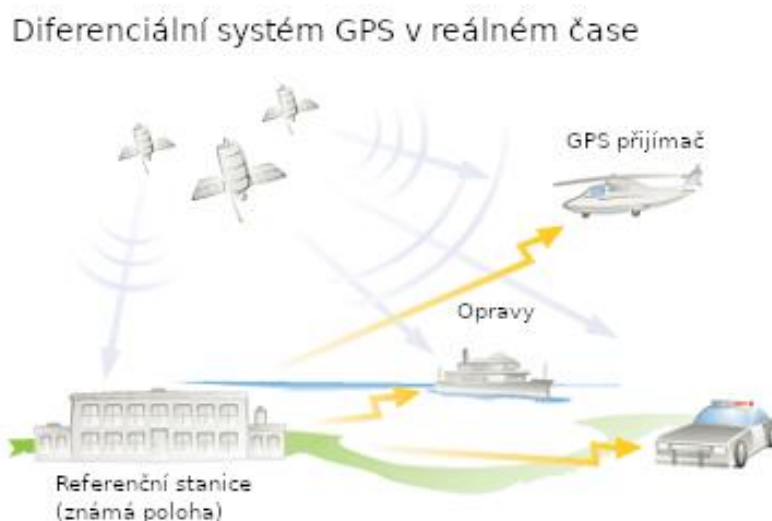 Diferenciální systém GPS v reálném čase
GPS přijímač
Opravy
Referenční stanice
(známá poloha)